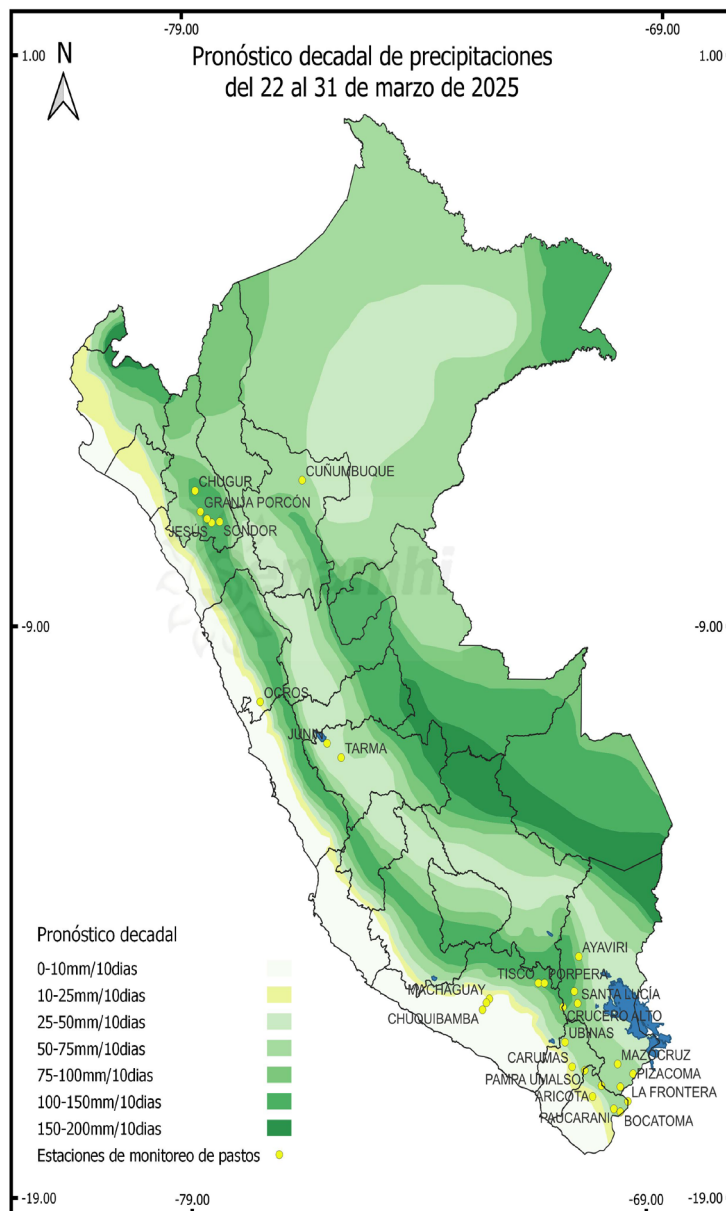 -79.00
-69.00
1.00
N
Pronóstico decadal de precipitaciones
1.00
del 22 al 31 de marzo de 2025
CUÑUMBUQUE
CHUGUR
GRANJA PORCÓN
JESÚS
SONDOR
senamhi
-9.00
-9.00
OCROS
JUNIN
TARMA
Pronóstico decadal
AYAVIRI
0-10mm/10dias
TISCO
PORPERA
10-25mm/10dias
MACHAGUAY
SANTA LUCÍA
25-50mm/10dias
CHUQUIBAMBA
CRUCERO ALTO
UBINAS
50-75mm/10dias
CARUMAS
MAZOCRUZ
75-100mm/10dias
PAMPA UMALSO
PIZACOMA
100-150mm/10dias
ARICOTA
LA FRONTERA
150-200mm/10dias
PAUCARANI
BOCATOMA
Estaciones de monitoreo de pastos
-19.00
-79.00
-69.00
-19.00